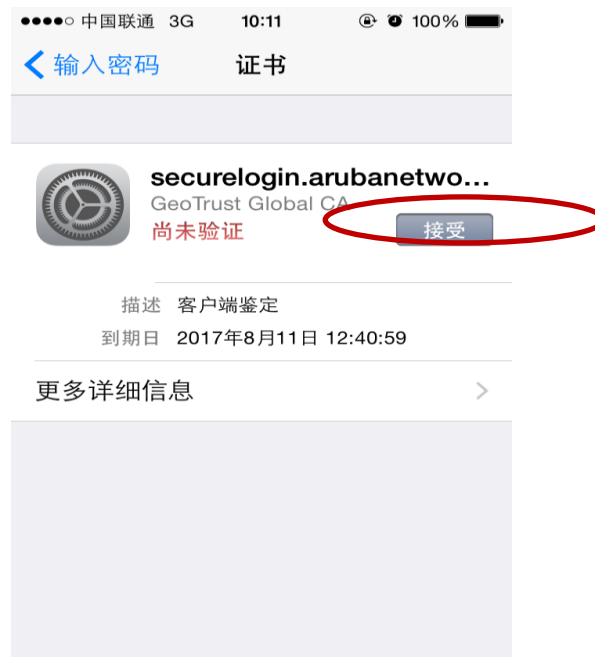 中国联通 3G 10:11 100%
输入密码 证书
securelogin.arubanetwo...
GeoTrust Global CA
尚未验证 接受
描述 客户端鉴定
到期日 2017年8月11日 12:40:59
更多详细信息